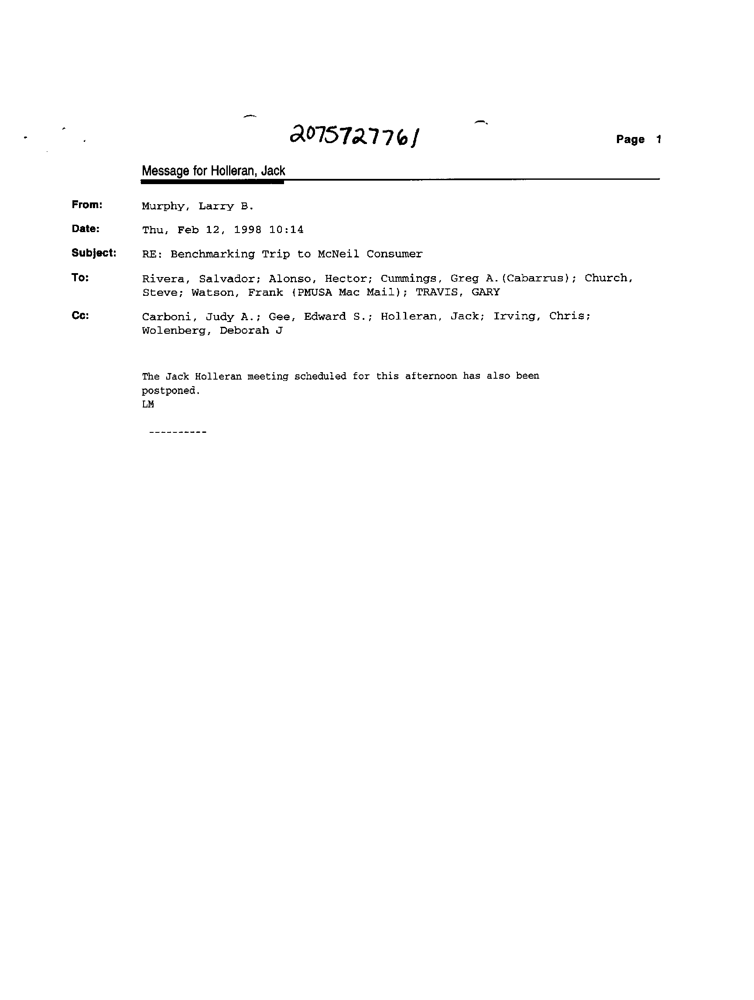 2075727761
Page 1
Message for Holleran, Jack
From: Murphy, Larry B.
Date: Thu, Feb 12, 1998 10:14
Subject: RE: Benchmarking Trip to McNeil Consumer
To: Rivera, Salvador; Alonso, Hector; Cummings, Greg A.(Cabarrus); Church,
Steve; Watson, Frank (PMUSA Mac Mail); TRAVIS, GARY
Cc: Carboni, Judy A.; Gee, Edward S.; Holleran, Jack; Irving, Chris;
Wolenberg, Deborah J
The Jack Holleran meeting scheduled for this afternoon has also been
postponed.
LM
----------